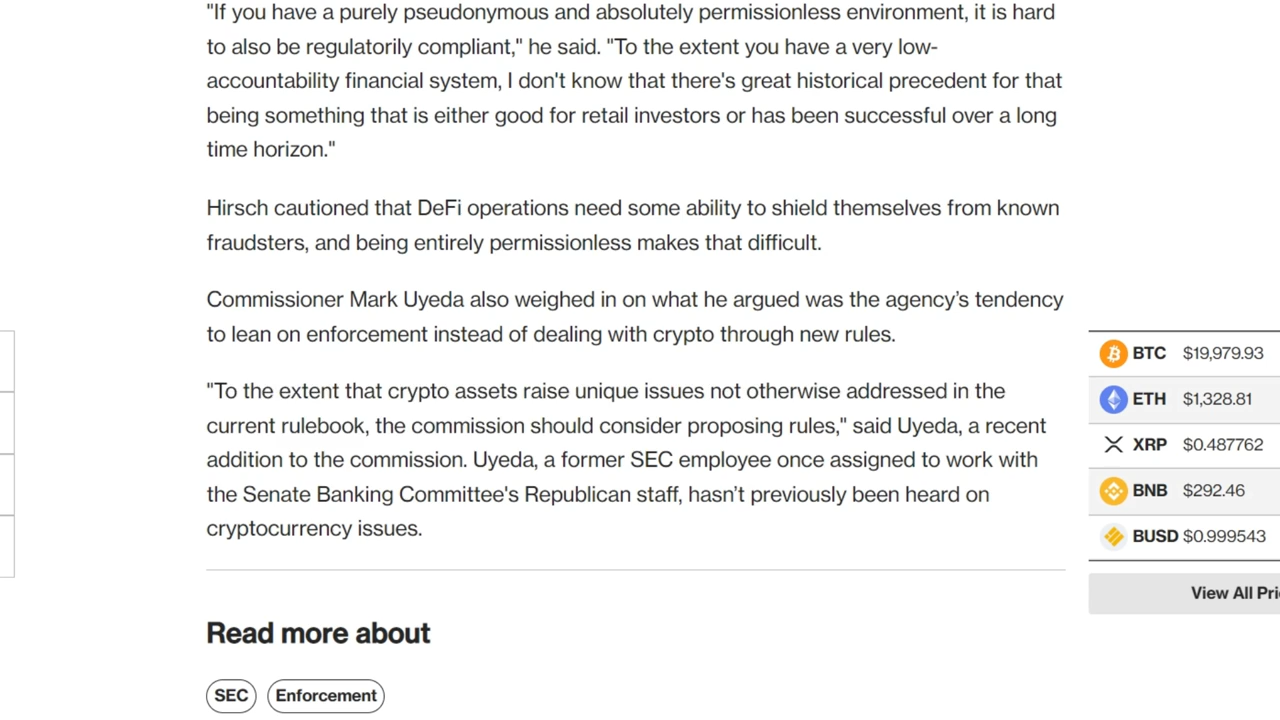 "If you have a purely pseudonymous and absolutely permissionless environment, it is hard
to also be regulatorily compliant," he said. "To the extent you have a very low-
accountability financial system, I don't know that there's great historical precedent for that
being something that is either good for retail investors or has been successful over a long
time horizon."
Hirsch cautioned that DeFi operations need some ability to shield themselves from known
fraudsters, and being entirely permissionless makes that difficult.
Commissioner Mark Uyeda also weighed in on what he argued was the agency’s tendency
to lean on enforcement instead of dealing with crypto through new rules.
"To the extent that crypto assets raise unique issues not otherwise addressed in the
current rulebook, the commission should consider proposing rules," said Uyeda, a recent
addition to the commission. Uyeda, a former SEC employee once assigned to work with
the Senate Banking Committee's Republican staff, hasn’t previously been heard on
cryptocurrency issues.
Read more about
SEC Enforcement
BTC $19,979.93
ETH $1,328.81
XRP $0.487762
BNB $292.46
BUSD $0.999543
View All Pri